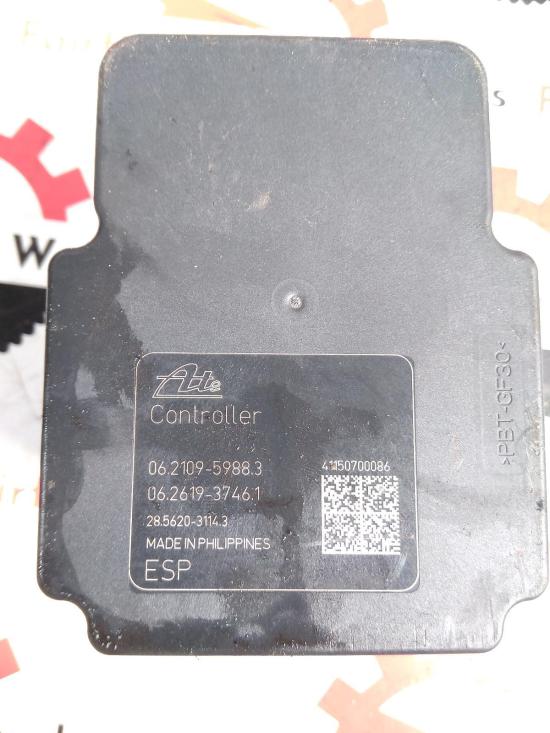 Ate
Controller
06.2109-5988.3
06.2619-3746.1
28.5620-3114.3
MADE IN PHILIPPINES
ESP
41150700086
>PBT-GF30<
W
s